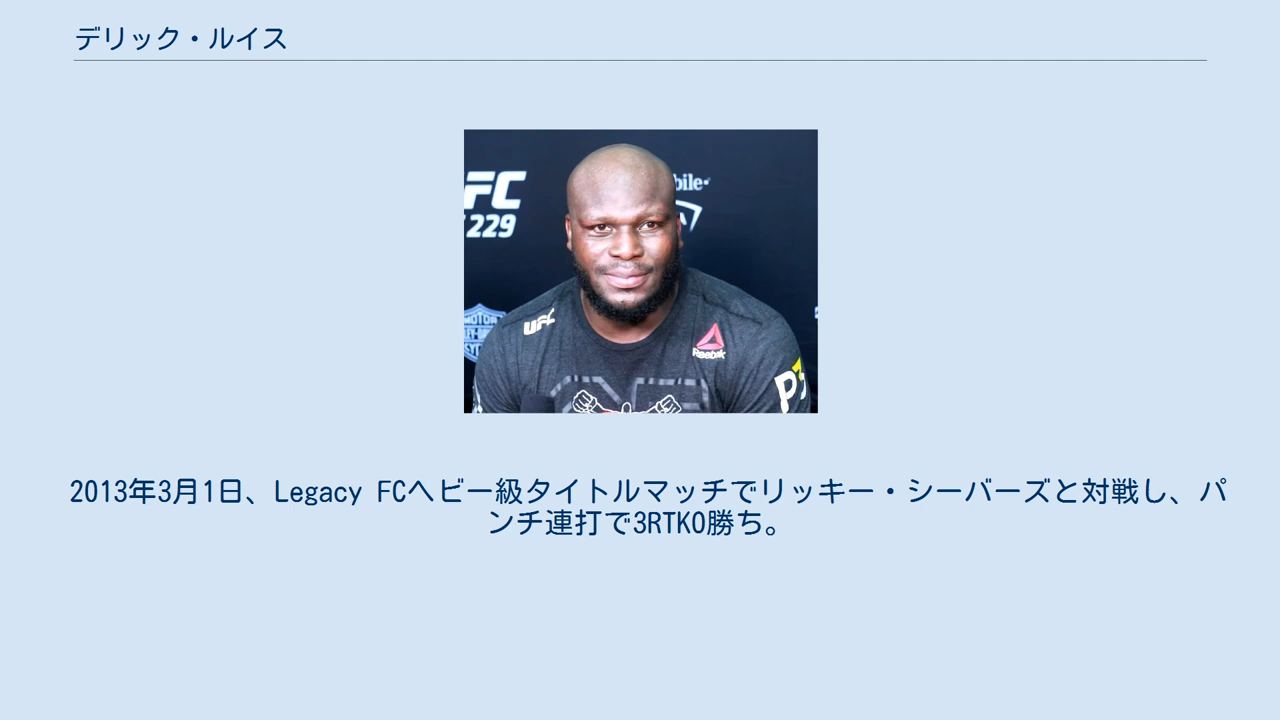 デリック・ルイス
FC
229
bile
MOTOR
UFC
Reebok
P3
2013年3月1日、Legacy FCヘビー級タイトルマッチでリッキー・シーバーズと対戦し、パ
ンチ連打で3RTKO勝ち。